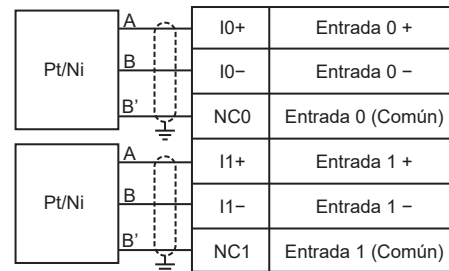 A I0+ Entrada 0 +
Pt/Ni B I0− Entrada 0 −
B' NC0 Entrada 0 (Común)
A I1+ Entrada 1 +
Pt/Ni B I1− Entrada 1 −
B' NC1 Entrada 1 (Común)